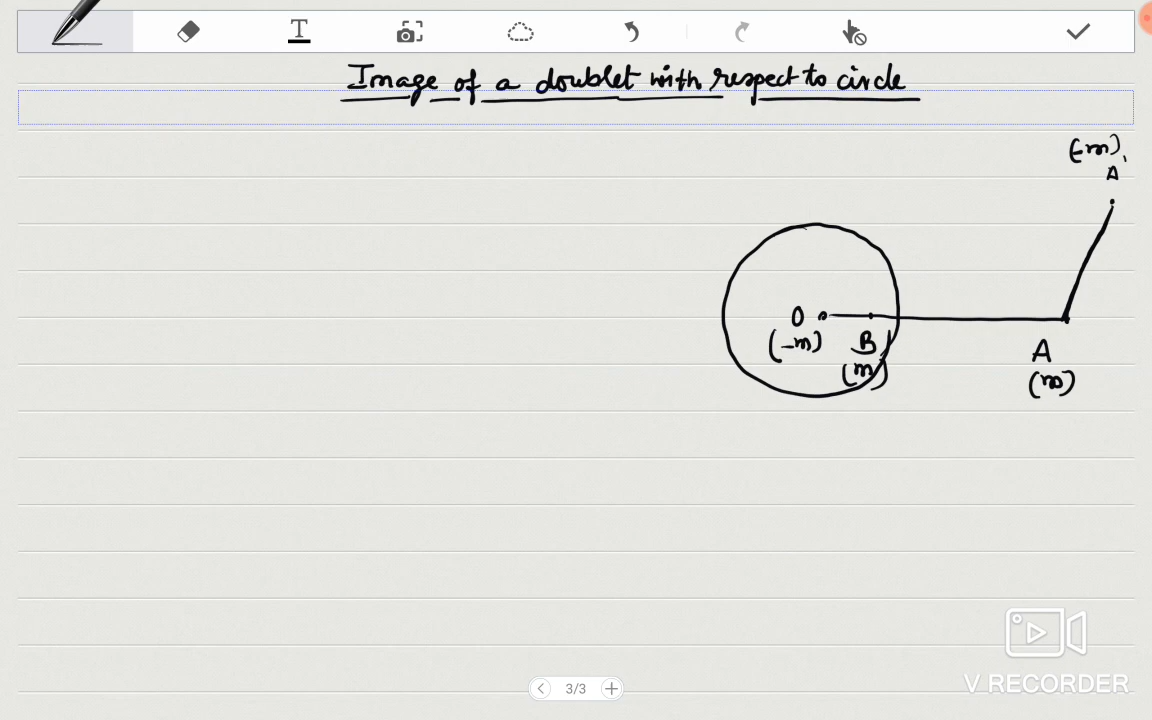 T
Image of a doublet with respect to circle
(-m),
A
O
(-m)
B
(m)
A
(m)
3/3
V RECORDER